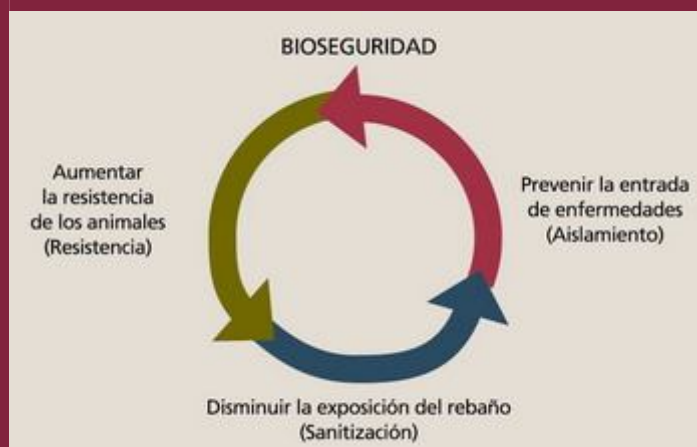 BIOSEGURIDAD
Aumentar
la resistencia
de los animales
(Resistencia)
Prevenir la entrada
de enfermedades
(Aislamiento)
Disminuir la exposición del rebaño
(Sanitización)